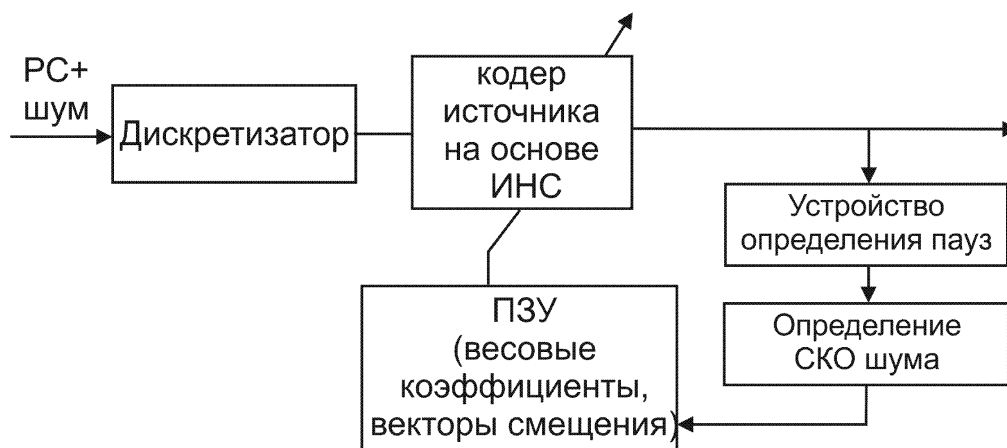 РС+
шум
Дискретизатор
кодер
источника
на основе
ИНС
Устройство
определения пауз
Определение
СКО шума
ПЗУ
(весовые
коэффициенты,
векторы смещения)